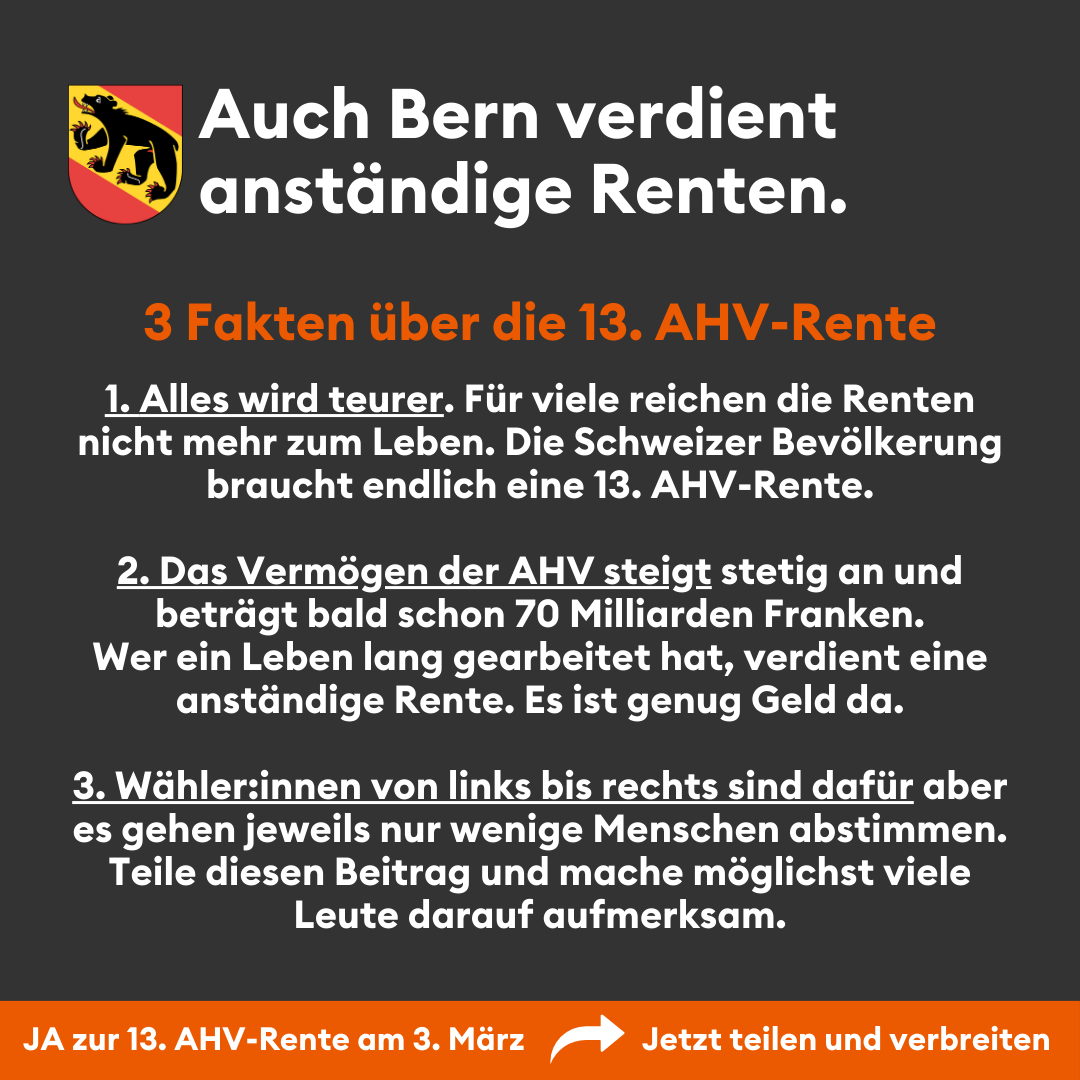 Auch Bern verdient
anständige Renten.
3 Fakten über die 13. AHV-Rente
1. Alles wird teurer. Für viele reichen die Renten
nicht mehr zum Leben. Die Schweizer Bevölkerung
braucht endlich eine 13. AHV-Rente.
2. Das Vermögen der AHV steigt stetig an und
beträgt bald schon 70 Milliarden Franken.
Wer ein Leben lang gearbeitet hat, verdient eine
anständige Rente. Es ist genug Geld da.
3. Wähler:innen von links bis rechts sind dafür aber
es gehen jeweils nur wenige Menschen abstimmen.
Teile diesen Beitrag und mache möglichst viele
Leute darauf aufmerksam.
JA zur 13. AHV-Rente am 3. März
Jetzt teilen und verbreiten